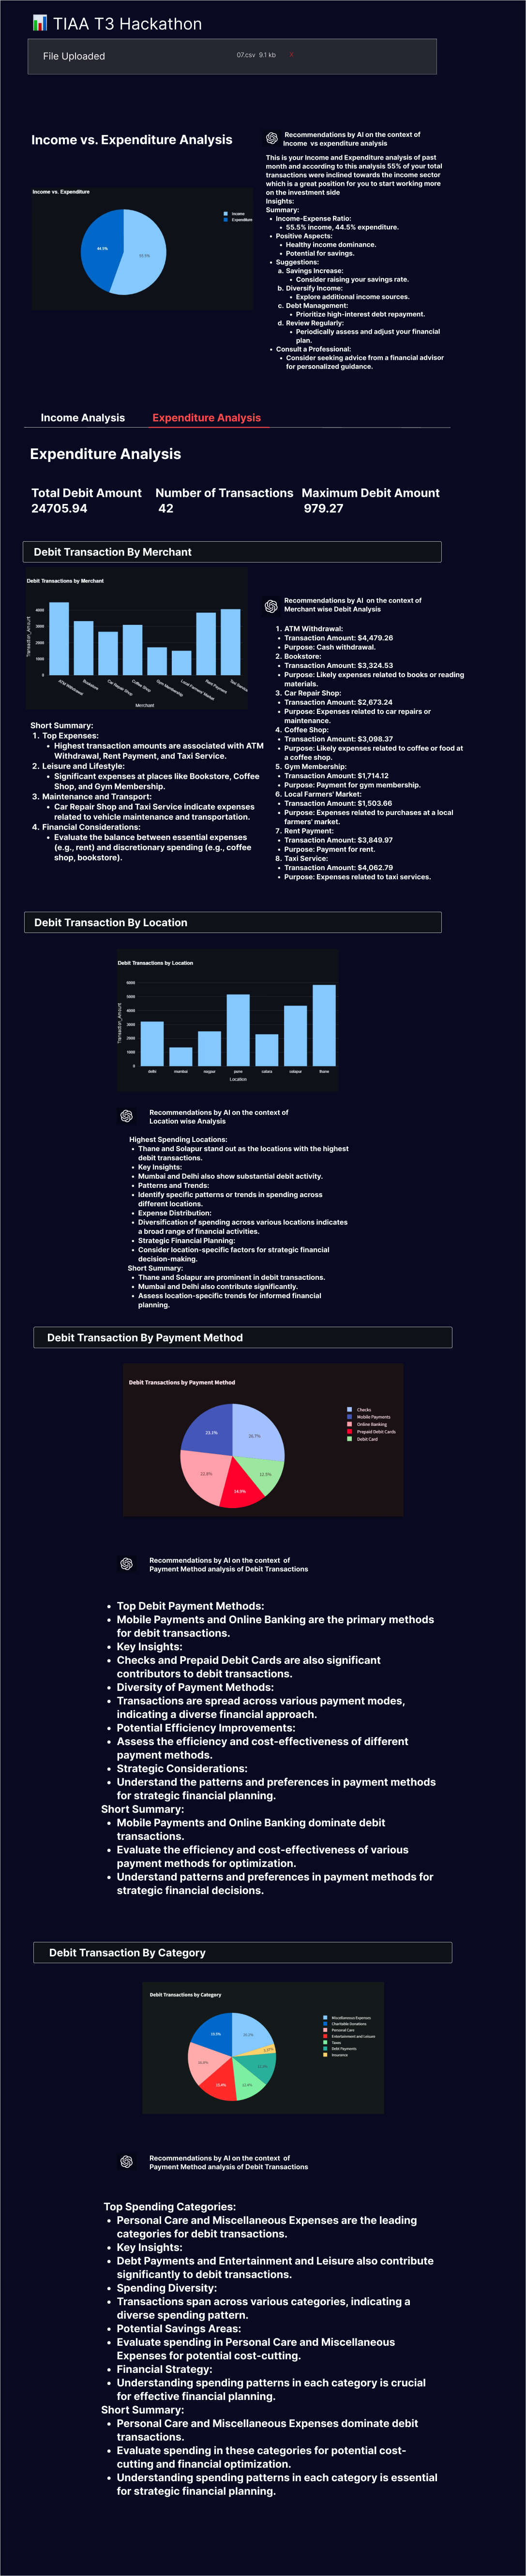 TIAA T3 Hackathon
File Uploaded
07.csv 9.1 kb
X
Income vs. Expenditure Analysis
Income vs. Expenditure
Income
Expenditure
44.5%
55.5%
Recommendations by AI on the context of
Income vs expenditure analysis
This is your Income and Expenditure analysis of past
month and according to this analysis 55% of your total
transactions were inclined towards the income sector
which is a great position for you to start working more
on the investment side
Insights:
Summary:
• Income-Expense Ratio:
• 55.5% income, 44.5% expenditure.
• Positive Aspects:
• Healthy income dominance.
• Potential for savings.
• Suggestions:
a. Savings Increase:
• Consider raising your savings rate.
b. Diversify Income:
• Explore additional income sources.
c. Debt Management:
• Prioritize high-interest debt repayment.
d. Review Regularly:
• Periodically assess and adjust your financial
plan.
• Consult a Professional:
• Consider seeking advice from a financial advisor
for personalized guidance.
Income Analysis
Expenditure Analysis
Expenditure Analysis
Total Debit Amount
24705.94
Number of Transactions
42
Maximum Debit Amount
979.27
Debit Transaction By Merchant
Debit Transactions by Merchant
Transaction_Amount
4000
3000
2000
1000
0
ATM Withdrawal
Bookstore
Car Repair Shop
Coffee Shop
Gym Membership
Local Farmers' Market
Rent Payment
Taxi Service
Merchant
Short Summary:
1. Top Expenses:
• Highest transaction amounts are associated with ATM
Withdrawal, Rent Payment, and Taxi Service.
2. Leisure and Lifestyle:
• Significant expenses at places like Bookstore, Coffee
Shop, and Gym Membership.
3. Maintenance and Transport:
• Car Repair Shop and Taxi Service indicate expenses
related to vehicle maintenance and transportation.
4. Financial Considerations:
• Evaluate the balance between essential expenses
(e.g., rent) and discretionary spending (e.g., coffee
shop, bookstore).
Recommendations by AI on the context of
Merchant wise Debit Analysis
1. ATM Withdrawal:
• Transaction Amount: $4,479.26
• Purpose: Cash withdrawal.
2. Bookstore:
• Transaction Amount: $3,324.53
• Purpose: Likely expenses related to books or reading
materials.
3. Car Repair Shop:
• Transaction Amount: $2,673.24
• Purpose: Expenses related to car repairs or
maintenance.
4. Coffee Shop:
• Transaction Amount: $3,098.37
• Purpose: Likely expenses related to coffee or food at
a coffee shop.
5. Gym Membership:
• Transaction Amount: $1,714.12
• Purpose: Payment for gym membership.
6. Local Farmers' Market:
• Transaction Amount: $1,503.66
• Purpose: Expenses related to purchases at a local
farmers' market.
7. Rent Payment:
• Transaction Amount: $3,849.97
• Purpose: Payment for rent.
8. Taxi Service:
• Transaction Amount: $4,062.79
• Purpose: Expenses related to taxi services.
Debit Transaction By Location
Debit Transactions by Location
Transaction_Amount
6000
5000
4000
3000
2000
1000
0
delhi
mumbai
nagpur
pune
satara
solapur
thane
Location
Recommendations by AI on the context of
Location wise Analysis
Highest Spending Locations:
• Thane and Solapur stand out as the locations with the highest
debit transactions.
• Key Insights:
• Mumbai and Delhi also show substantial debit activity.
• Patterns and Trends:
• Identify specific patterns or trends in spending across
different locations.
• Expense Distribution:
• Diversification of spending across various locations indicates
a broad range of financial activities.
• Strategic Financial Planning:
• Consider location-specific factors for strategic financial
decision-making.
Short Summary:
• Thane and Solapur are prominent in debit transactions.
• Mumbai and Delhi also contribute significantly.
• Assess location-specific trends for informed financial
planning.
Debit Transaction By Payment Method
Debit Transactions by Payment Method
Checks
Mobile Payments
Online Banking
Prepaid Debit Cards
Debit Card
23.1%
26.7%
22.8%
14.9%
12.5%
Recommendations by AI on the context of
Payment Method analysis of Debit Transactions
• Top Debit Payment Methods:
• Mobile Payments and Online Banking are the primary methods
for debit transactions.
• Key Insights:
• Checks and Prepaid Debit Cards are also significant
contributors to debit transactions.
• Diversity of Payment Methods:
• Transactions are spread across various payment modes,
indicating a diverse financial approach.
• Potential Efficiency Improvements:
• Assess the efficiency and cost-effectiveness of different
payment methods.
• Strategic Considerations:
• Understand the patterns and preferences in payment methods
for strategic financial planning.
Short Summary:
• Mobile Payments and Online Banking dominate debit
transactions.
• Evaluate the efficiency and cost-effectiveness of various
payment methods for optimization.
• Understand patterns and preferences in payment methods for
strategic financial decisions.
Debit Transaction By Category
Debit Transactions by Category
Miscellaneous Expenses
Charitable Donations
Personal Care
Entertainment and Leisure
Taxes
Debt Payments
Insurance
Recommendations by AI on the context of
Payment Method analysis of Debit Transactions
Top Spending Categories:
• Personal Care and Miscellaneous Expenses are the leading
categories for debit transactions.
• Key Insights:
• Debt Payments and Entertainment and Leisure also contribute
significantly to debit transactions.
• Spending Diversity:
• Transactions span across various categories, indicating a
diverse spending pattern.
• Potential Savings Areas:
• Evaluate spending in Personal Care and Miscellaneous
Expenses for potential cost-cutting.
• Financial Strategy:
• Understanding spending patterns in each category is crucial
for effective financial planning.
Short Summary:
• Personal Care and Miscellaneous Expenses dominate debit
transactions.
• Evaluate spending in these categories for potential cost-
cutting and financial optimization.
• Understanding spending patterns in each category is essential
for strategic financial planning.